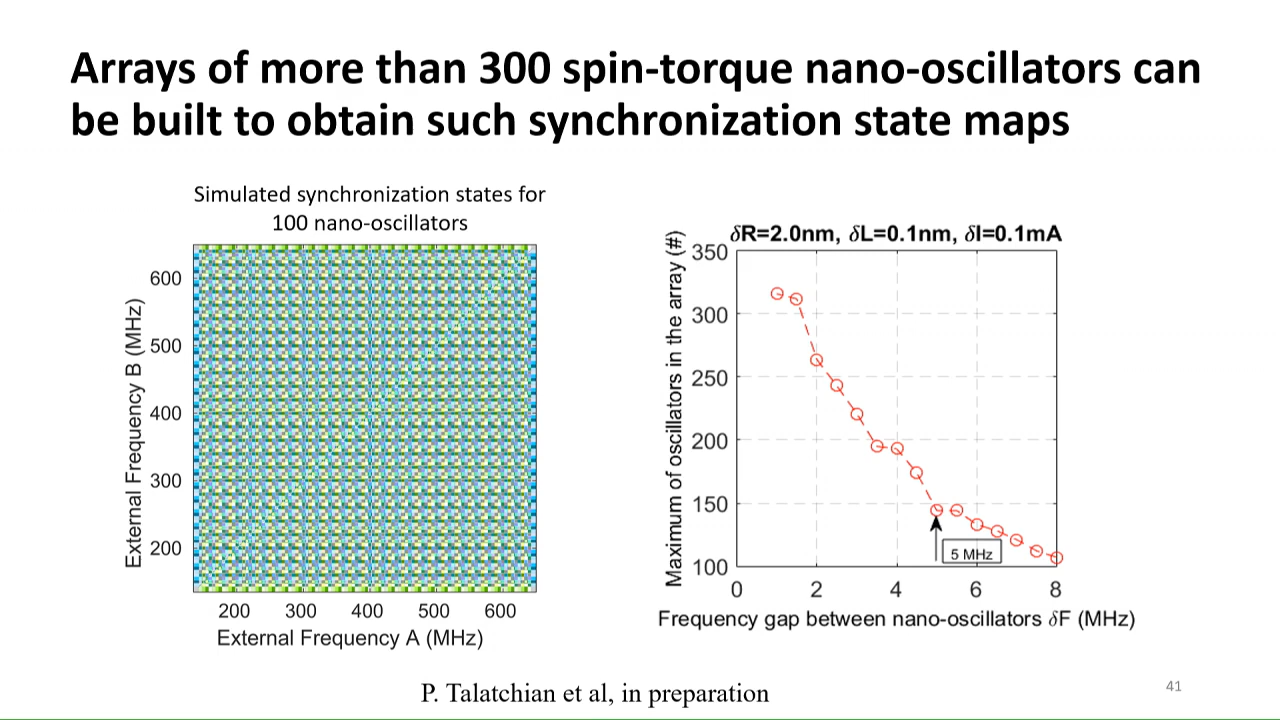 Arrays of more than 300 spin-torque nano-oscillators can
be built to obtain such synchronization state maps
Simulated synchronization states for
100 nano-oscillators
External Frequency B (MHz)
600
500
400
300
200
200 300 400 500 600
External Frequency A (MHz)
δR=2.0nm, δL=0.1nm, δI=0.1mA
Maximum of oscillators in the array (#)
350
300
250
200
150
100
5 MHz
0 2 4 6 8
Frequency gap between nano-oscillators δF (MHz)
P. Talatchian et al, in preparation
41